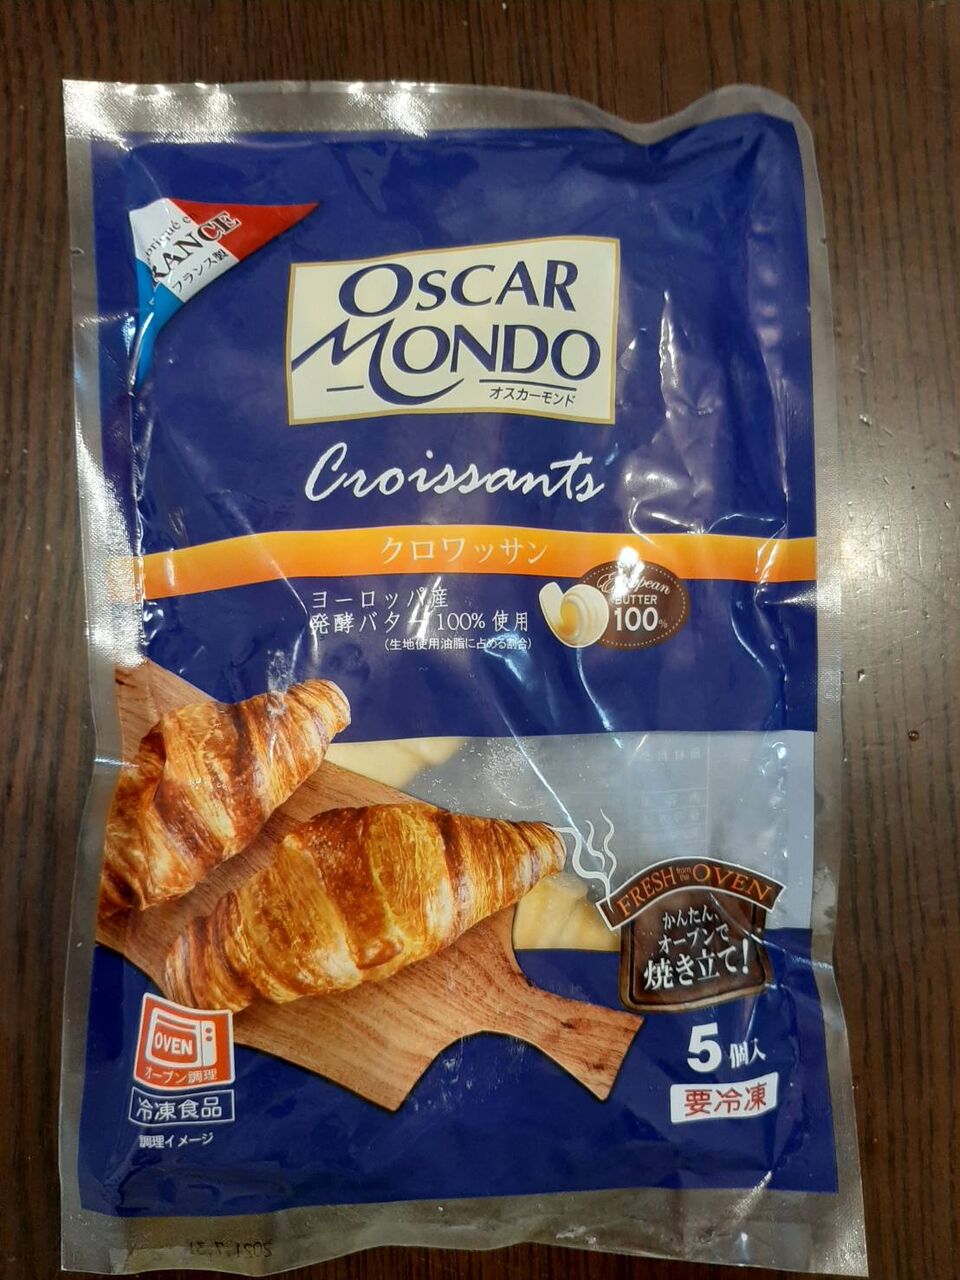 FRANCE
フランス製
OSCAR
MONDO
オスカーモンド
Croissants
クロワッサン
ヨーロッパ産
発酵バター100%使用
(生地使用油脂に占める割合)
European
BUTTER
100%
FRESH from the OVEN
かんたん、
オーブンで
焼き立て!
5個入
要冷凍
OVEN
オーブン調理
冷凍食品
調理イメージ
2021.7.31